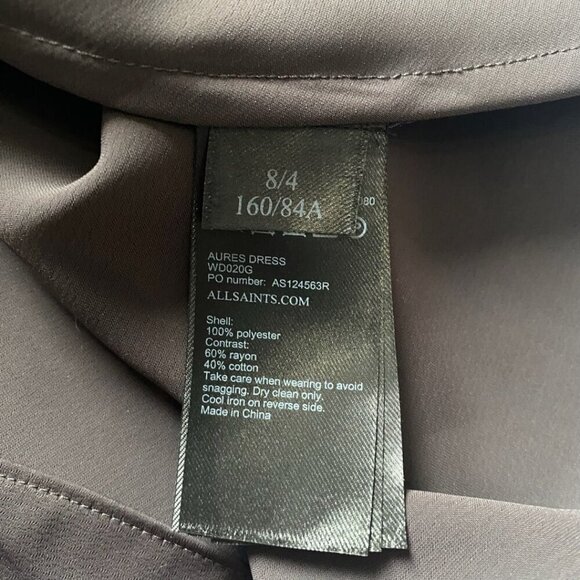 8/4
160/84A
AURES DRESS
WD020G
PO number: AS124563R
ALLSAINTS.COM
Shell:
100% polyester
Contrast:
60% rayon
40% cotton
Take care when wearing to avoid
snagging. Dry clean only.
Cool iron on reverse side.
Made in China